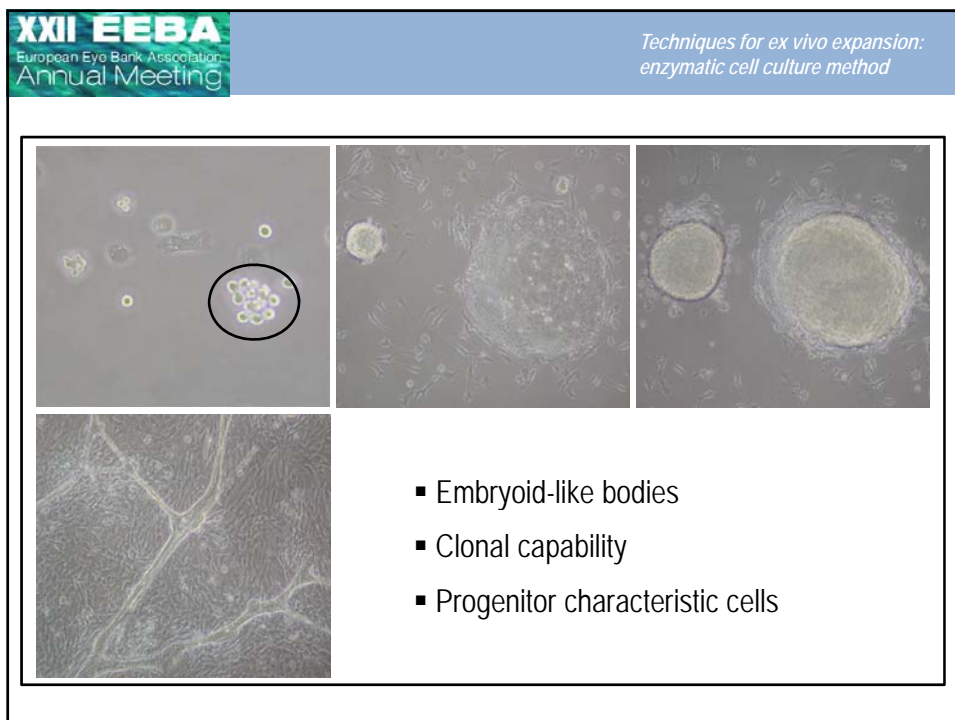 XXII EEBA
European Eye Bank Association
Annual Meeting
Techniques for ex vivo expansion:
enzymatic cell culture method
▪ Embryoid-like bodies
▪ Clonal capability
▪ Progenitor characteristic cells